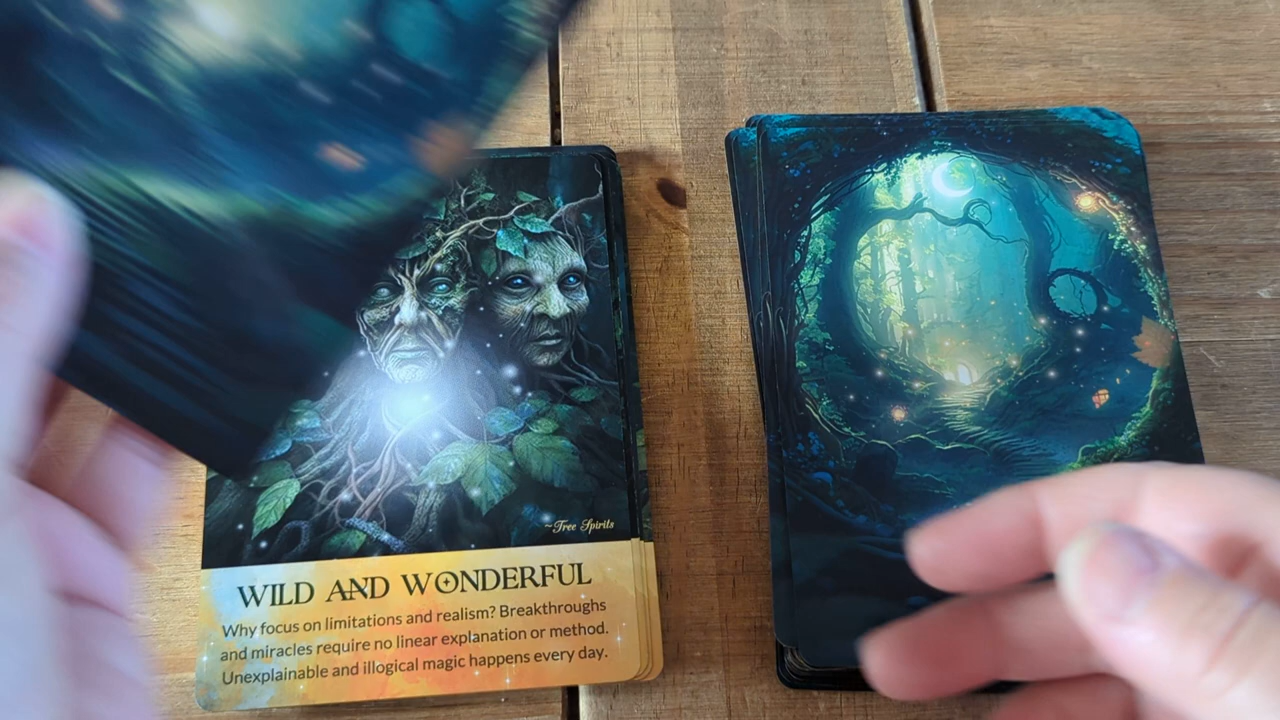 ~Tree Spirits
WILD AND WONDERFUL
Why focus on limitations and realism? Breakthroughs
and miracles require no linear explanation or method.
Unexplainable and illogical magic happens every day.